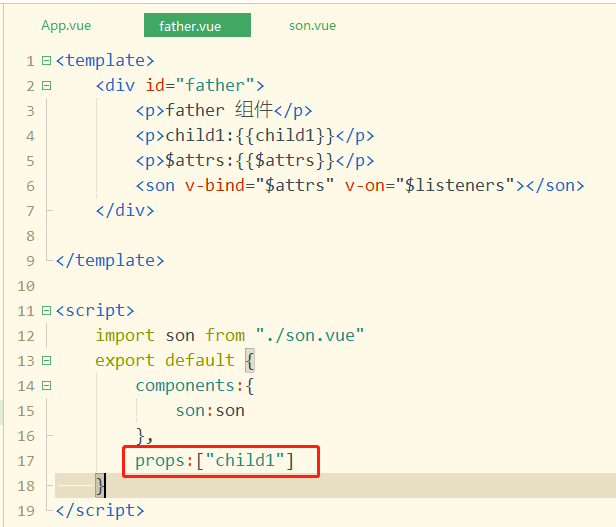 App.vue father.vue son.vue
1 <template>
2 <div id="father">
3 <p>father 组件</p>
4 <p>child1:{{child1}}</p>
5 <p>$attrs:{{$attrs}}</p>
6 <son v-bind="$attrs" v-on="$listeners"></son>
7 </div>
8
9 </template>
10
11 <script>
12 import son from "./son.vue"
13 export default {
14 components:{
15 son:son
16 },
17 props:["child1"]
18 }
19 </script>